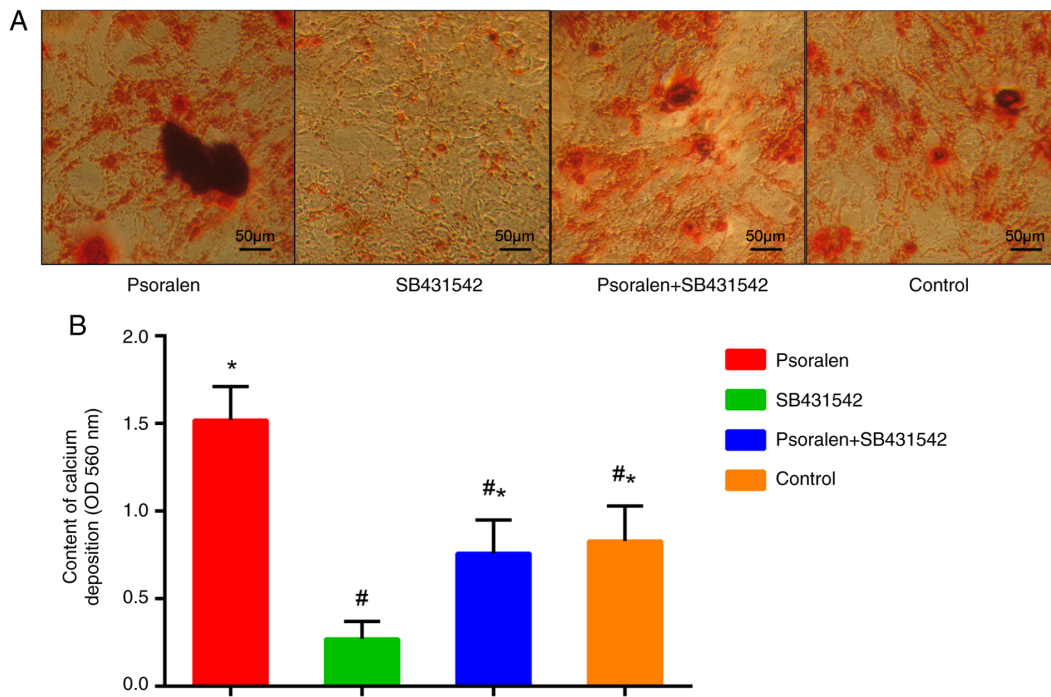 A
50µm
50µm
50µm
50µm
Psoralen
SB431542
Psoralen+SB431542
Control
B
Content of calcium
deposition (OD 560 nm)
2.0
1.5
1.0
0.5
0.0
*
#
#*
#*
Psoralen
SB431542
Psoralen+SB431542
Control